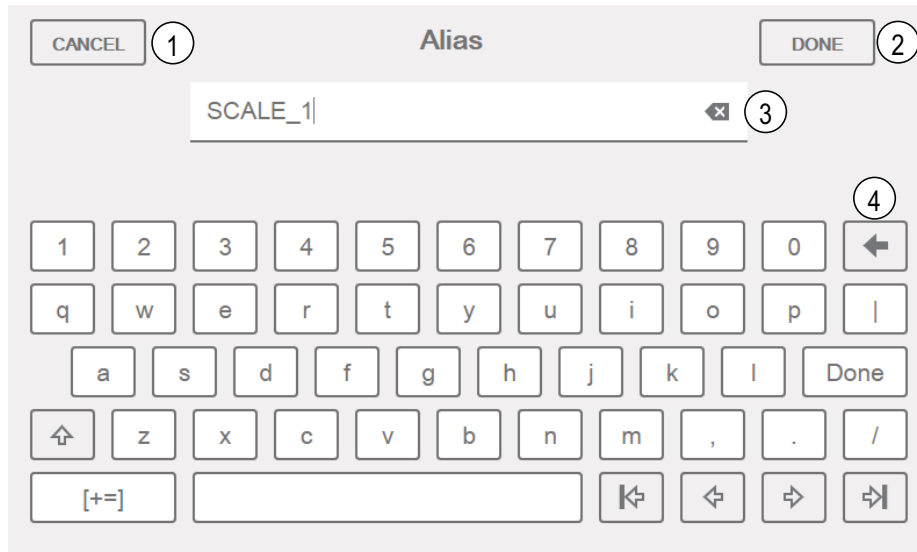 CANCEL 1 Alias DONE 2
SCALE_1 3
4
1 2 3 4 5 6 7 8 9 0
q w e r t y u i o p |
a s d f g h j k l Done
z x c v b n m , . /
[+=]